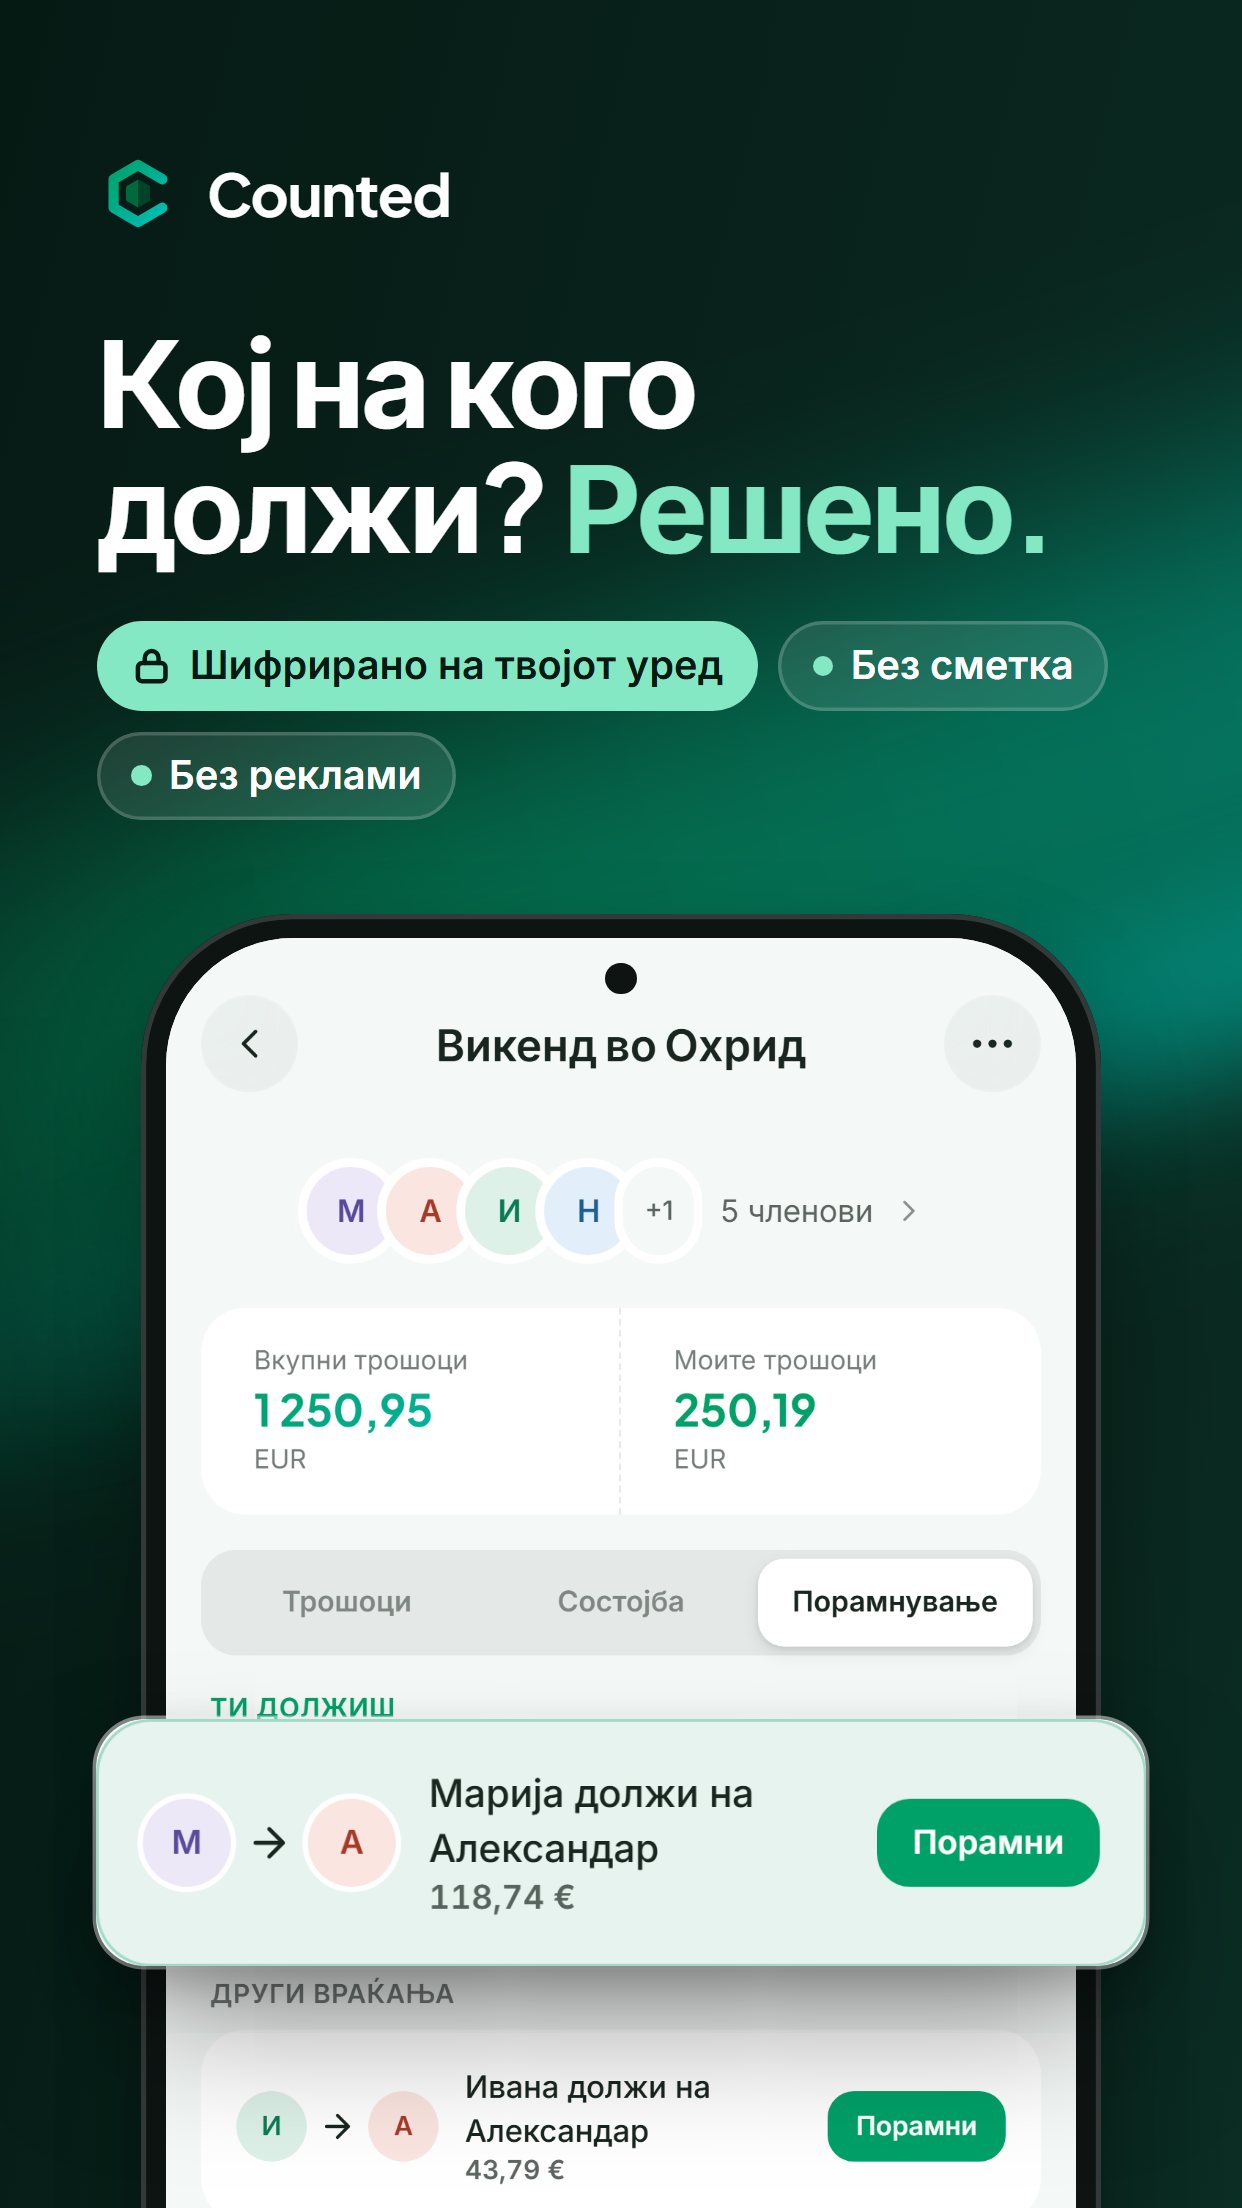 Counted
Кој на кого
должи? Решено.
Шифрирано на твојот уред
Без сметка
Без реклами
Викенд во Охрид
М А И Н +1 5 членови
Вкупни трошоци
1 250,95
EUR
Моите трошоци
250,19
EUR
Трошоци Состојба Порамнување
ТИ ДОЛЖИШ
М А
Марија должи на
Александар
118,74 €
Порамни
ДРУГИ ВРАЌАЊА
И А
Ивана должи на
Александар
43,79 €
Порамни